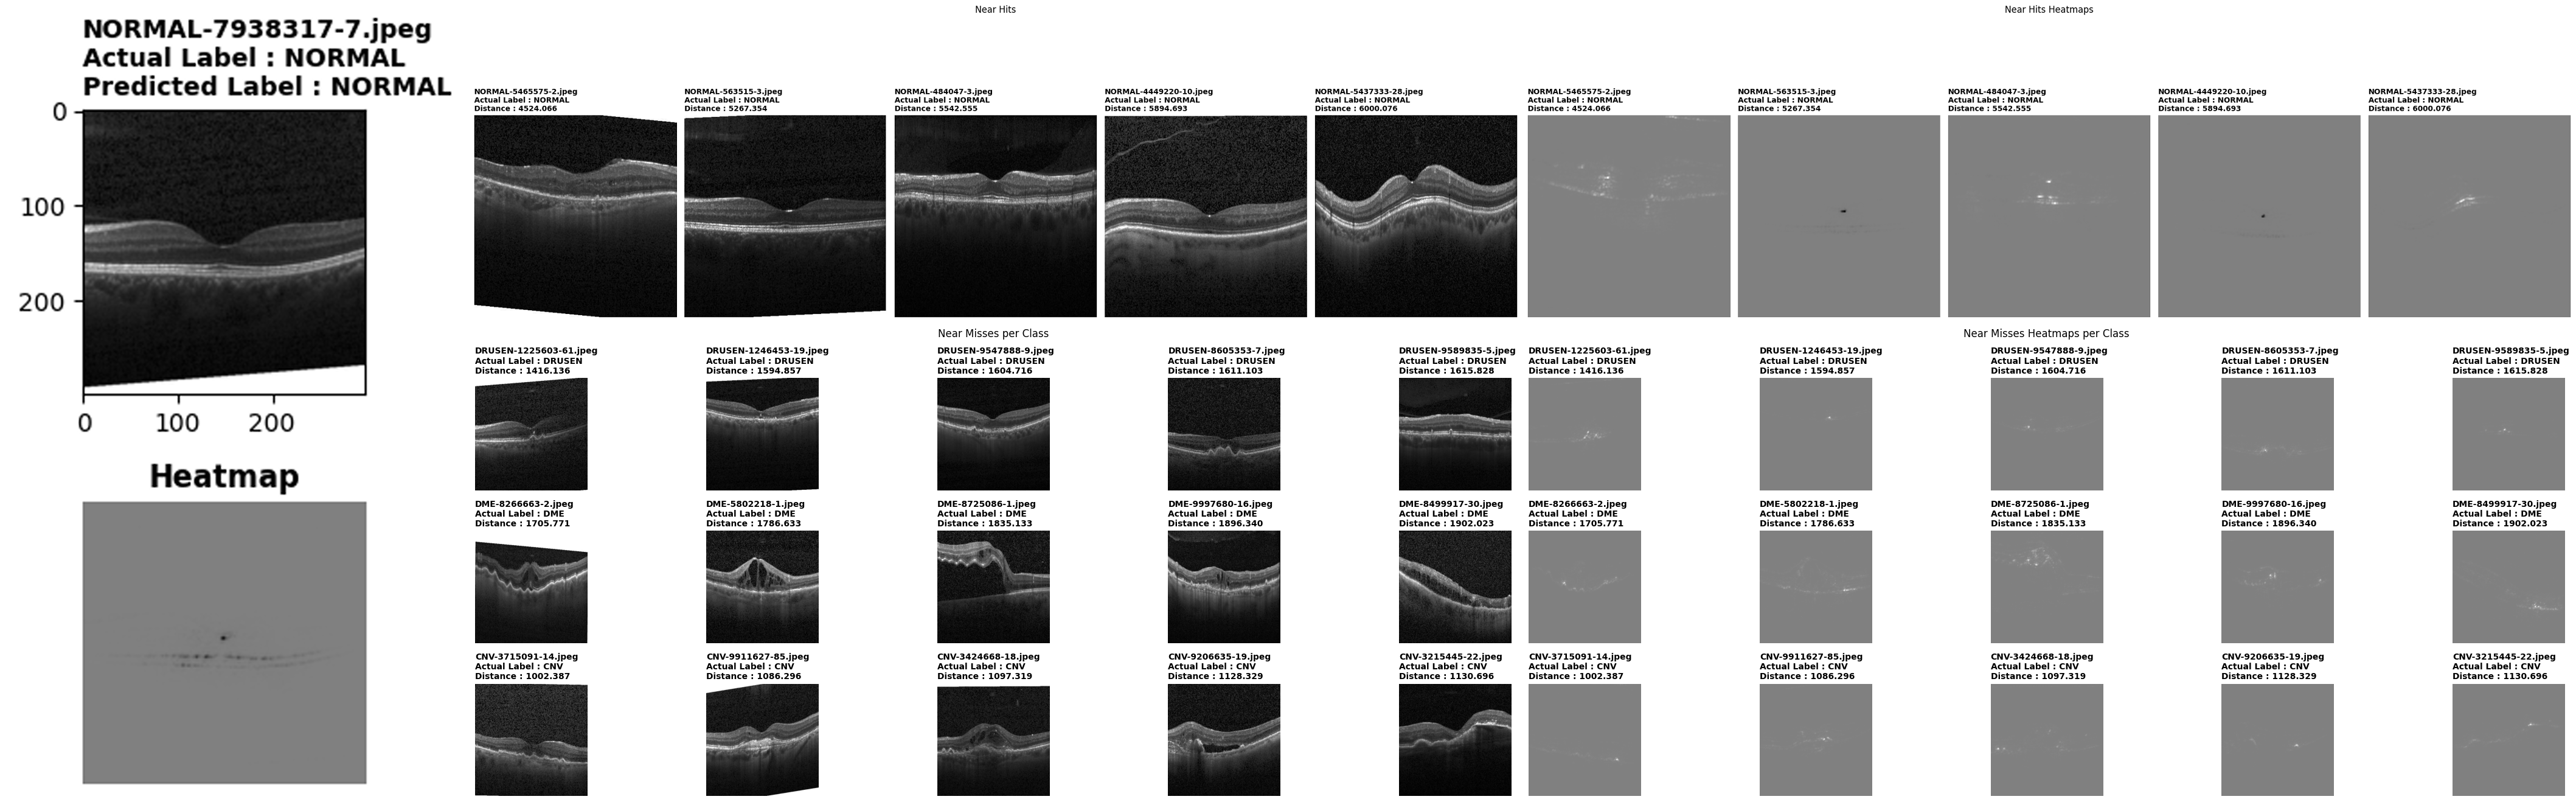 NORMAL-7938317-7.jpeg
Actual Label : NORMAL
Predicted Label : NORMAL
0
100
200
0
100
200
Heatmap
Near Hits
NORMAL-5465575-2.jpeg
Actual Label : NORMAL
Distance : 4524.066
NORMAL-563515-3.jpeg
Actual Label : NORMAL
Distance : 5267.354
NORMAL-484047-3.jpeg
Actual Label : NORMAL
Distance : 5542.555
NORMAL-4449220-10.jpeg
Actual Label : NORMAL
Distance : 5894.693
NORMAL-5437333-28.jpeg
Actual Label : NORMAL
Distance : 6000.076
Near Hits Heatmaps
NORMAL-5465575-2.jpeg
Actual Label : NORMAL
Distance : 4524.066
NORMAL-563515-3.jpeg
Actual Label : NORMAL
Distance : 5267.354
NORMAL-484047-3.jpeg
Actual Label : NORMAL
Distance : 5542.555
NORMAL-4449220-10.jpeg
Actual Label : NORMAL
Distance : 5894.693
NORMAL-5437333-28.jpeg
Actual Label : NORMAL
Distance : 6000.076
Near Misses per Class
DRUSEN-1225603-61.jpeg
Actual Label : DRUSEN
Distance : 1416.136
DRUSEN-1246453-19.jpeg
Actual Label : DRUSEN
Distance : 1594.857
DRUSEN-9547888-9.jpeg
Actual Label : DRUSEN
Distance : 1604.716
DRUSEN-8605353-7.jpeg
Actual Label : DRUSEN
Distance : 1611.103
DRUSEN-9589835-5.jpeg
Actual Label : DRUSEN
Distance : 1615.828
DME-8266663-2.jpeg
Actual Label : DME
Distance : 1705.771
DME-5802218-1.jpeg
Actual Label : DME
Distance : 1786.633
DME-8725086-1.jpeg
Actual Label : DME
Distance : 1835.133
DME-9997680-16.jpeg
Actual Label : DME
Distance : 1896.340
DME-8499917-30.jpeg
Actual Label : DME
Distance : 1902.023
CNV-3715091-14.jpeg
Actual Label : CNV
Distance : 1002.387
CNV-9911627-85.jpeg
Actual Label : CNV
Distance : 1086.296
CNV-3424668-18.jpeg
Actual Label : CNV
Distance : 1097.319
CNV-9206635-19.jpeg
Actual Label : CNV
Distance : 1128.329
CNV-3215445-22.jpeg
Actual Label : CNV
Distance : 1130.696
Near Misses Heatmaps per Class
DRUSEN-1225603-61.jpeg
Actual Label : DRUSEN
Distance : 1416.136
DRUSEN-1246453-19.jpeg
Actual Label : DRUSEN
Distance : 1594.857
DRUSEN-9547888-9.jpeg
Actual Label : DRUSEN
Distance : 1604.716
DRUSEN-8605353-7.jpeg
Actual Label : DRUSEN
Distance : 1611.103
DRUSEN-9589835-5.jpeg
Actual Label : DRUSEN
Distance : 1615.828
DME-8266663-2.jpeg
Actual Label : DME
Distance : 1705.771
DME-5802218-1.jpeg
Actual Label : DME
Distance : 1786.633
DME-8725086-1.jpeg
Actual Label : DME
Distance : 1835.133
DME-9997680-16.jpeg
Actual Label : DME
Distance : 1896.340
DME-8499917-30.jpeg
Actual Label : DME
Distance : 1902.023
CNV-3715091-14.jpeg
Actual Label : CNV
Distance : 1002.387
CNV-9911627-85.jpeg
Actual Label : CNV
Distance : 1086.296
CNV-3424668-18.jpeg
Actual Label : CNV
Distance : 1097.319
CNV-9206635-19.jpeg
Actual Label : CNV
Distance : 1128.329
CNV-3215445-22.jpeg
Actual Label : CNV
Distance : 1130.696